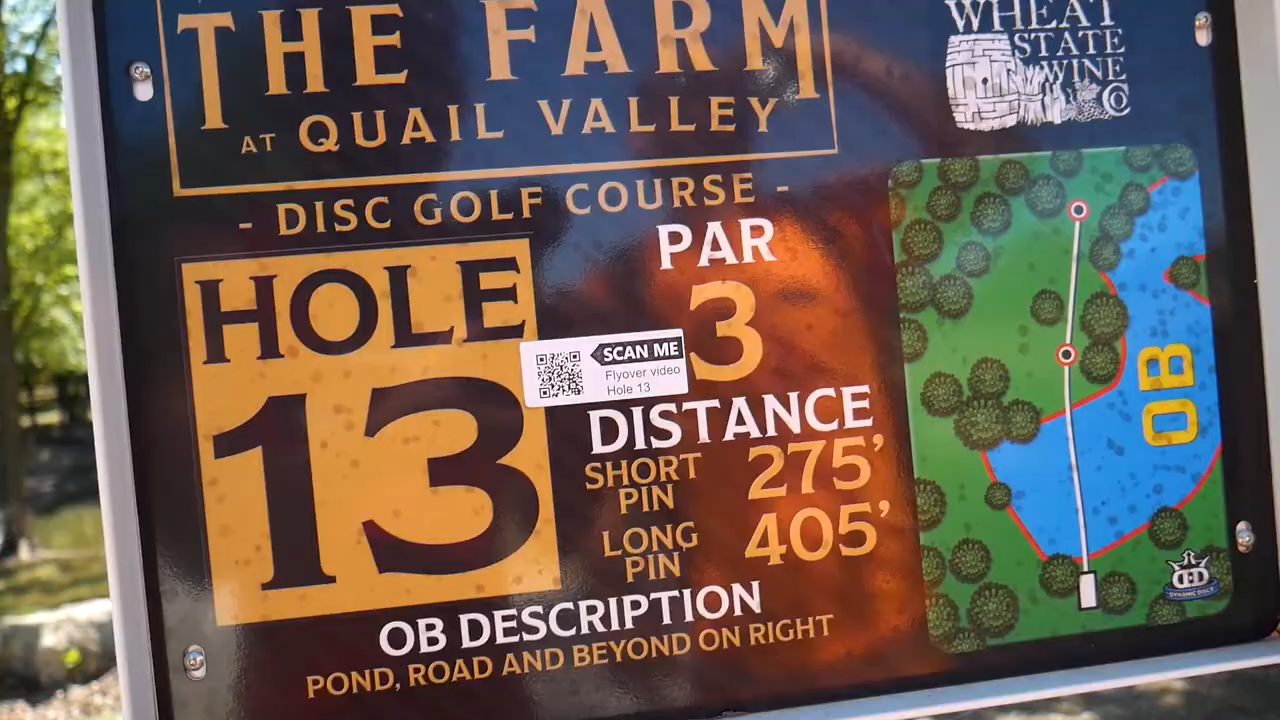 THE FARM
AT QUAIL VALLEY
- DISC GOLF COURSE -
WHEAT
STATE
WINE
CO
HOLE
13
PAR
3
SCAN ME
Flyover video
Hole 13
DISTANCE
SHORT PIN 275’
LONG PIN 405’
OB DESCRIPTION
POND, ROAD AND BEYOND ON RIGHT
OB
DYNAMIC DISCS